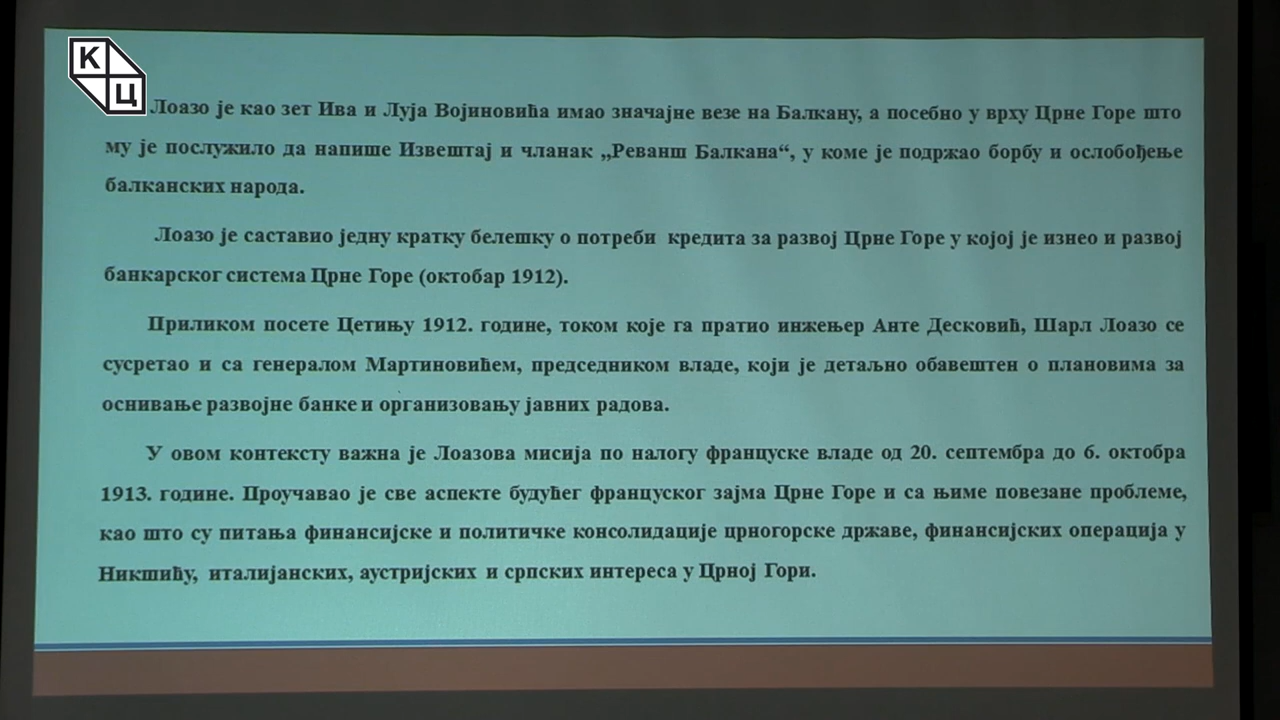 К
Ц
Лоазо је као зет Ива и Луја Војиновића имао значајне везе на Балкану, а посебно у врху Црне Горе што
му је послужило да напише Извештај и чланак „Реванш Балкана“, у коме је подржао борбу и ослобођење
балканских народа.
Лоазо је саставио једну кратку белешку о потреби кредита за развој Црне Горе у којој је изнео и развој
банкарског система Црне Горе (октобар 1912).
Приликом посете Цетињу 1912. године, током које га пратио инжењер Анте Десковић, Шарл Лоазо се
сусретао и са генералом Мартиновићем, председником владе, који је детаљно обавештен о плановима за
оснивање развојне банке и организовању јавних радова.
У овом контексту важна је Лоазова мисија по налогу француске владе од 20. септембра до 6. октобра
1913. године. Проучавао је све аспекте будућег француског зајма Црне Горе и са њиме повезане проблеме,
као што су питања финансијске и политичке консолидације црногорске државе, финансијских операција у
Никшићу, италијанских, аустријских и српских интереса у Црној Гори.